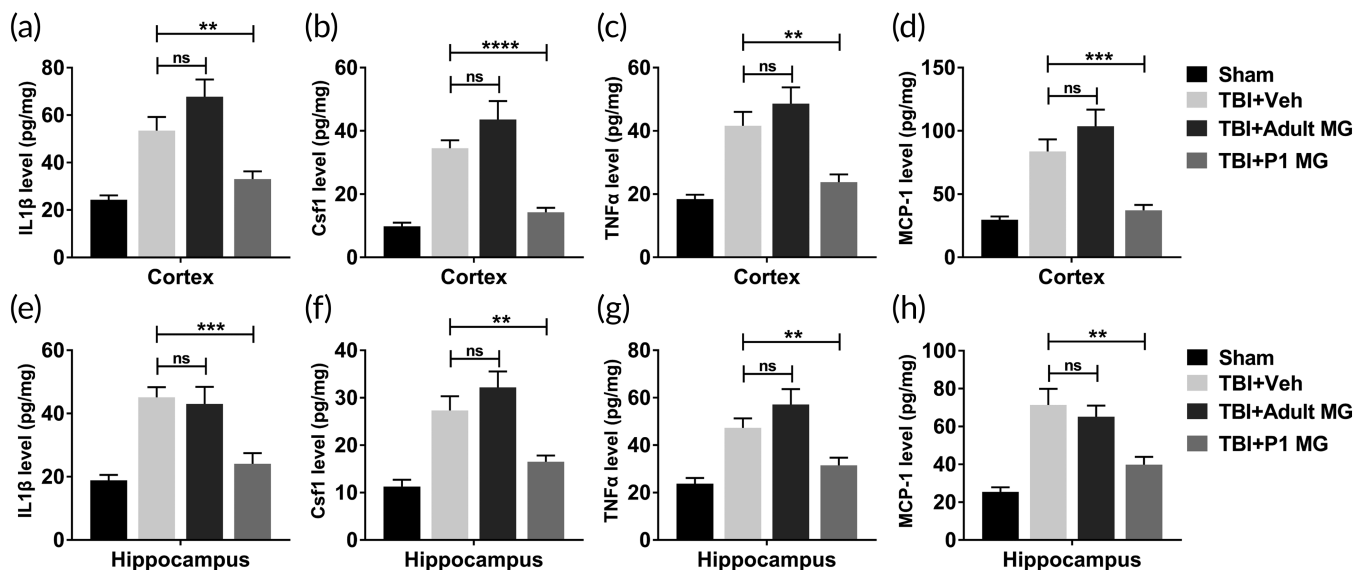 (a)
**
ns
IL1β level (pg/mg)
80
60
40
20
0
Cortex
(b)
****
ns
Csf1 level (pg/mg)
60
40
20
0
Cortex
(c)
**
ns
TNFα level (pg/mg)
60
40
20
0
Cortex
(d)
***
ns
MCP-1 level (pg/mg)
150
100
50
0
Cortex
Sham
TBI+Veh
TBI+Adult MG
TBI+P1 MG
(e)
***
ns
IL1β level (pg/mg)
60
40
20
0
Hippocampus
(f)
**
ns
Csf1 level (pg/mg)
40
30
20
10
0
Hippocampus
(g)
**
ns
TNFα level (pg/mg)
80
60
40
20
0
Hippocampus
(h)
**
ns
MCP-1 level (pg/mg)
100
80
60
40
20
0
Hippocampus
Sham
TBI+Veh
TBI+Adult MG
TBI+P1 MG